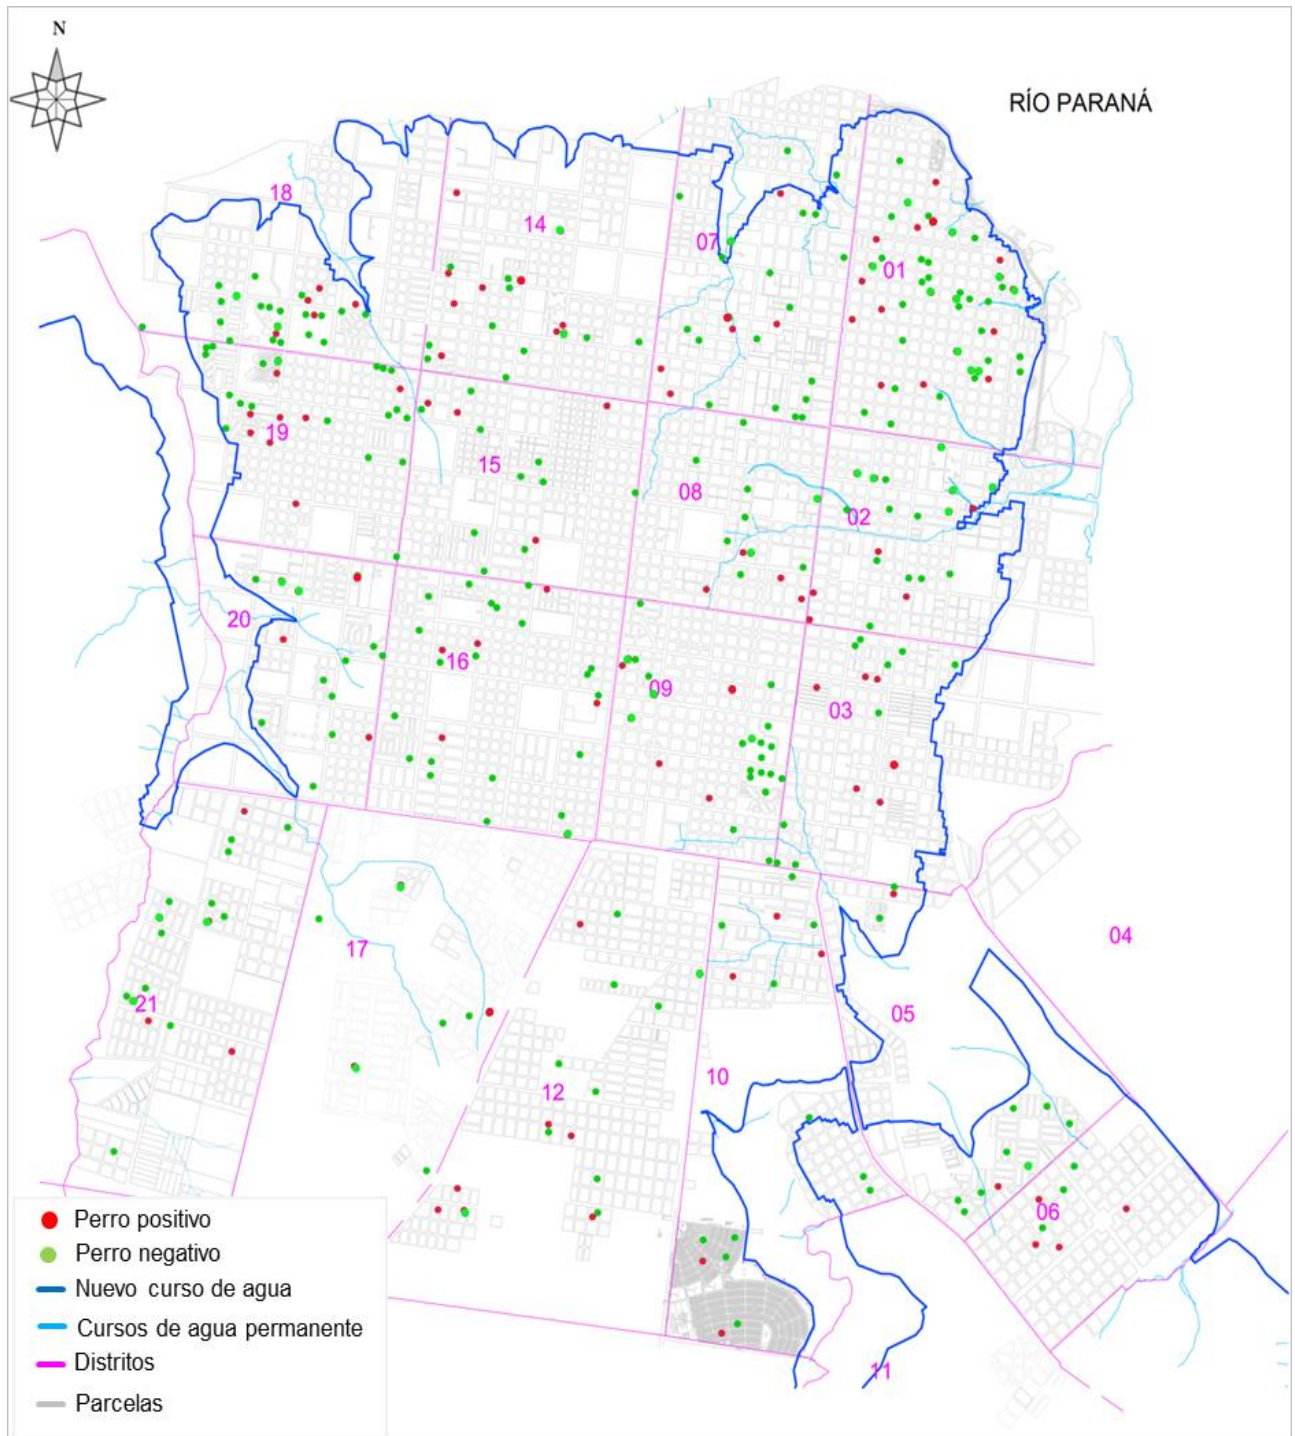 N
RÍO PARANÁ
18
14
07
01
19
15
08
02
20
16
09
03
17
04
21
05
12
10
06
11
Perro positivo
Perro negativo
Nuevo curso de agua
Cursos de agua permanente
Distritos
Parcelas